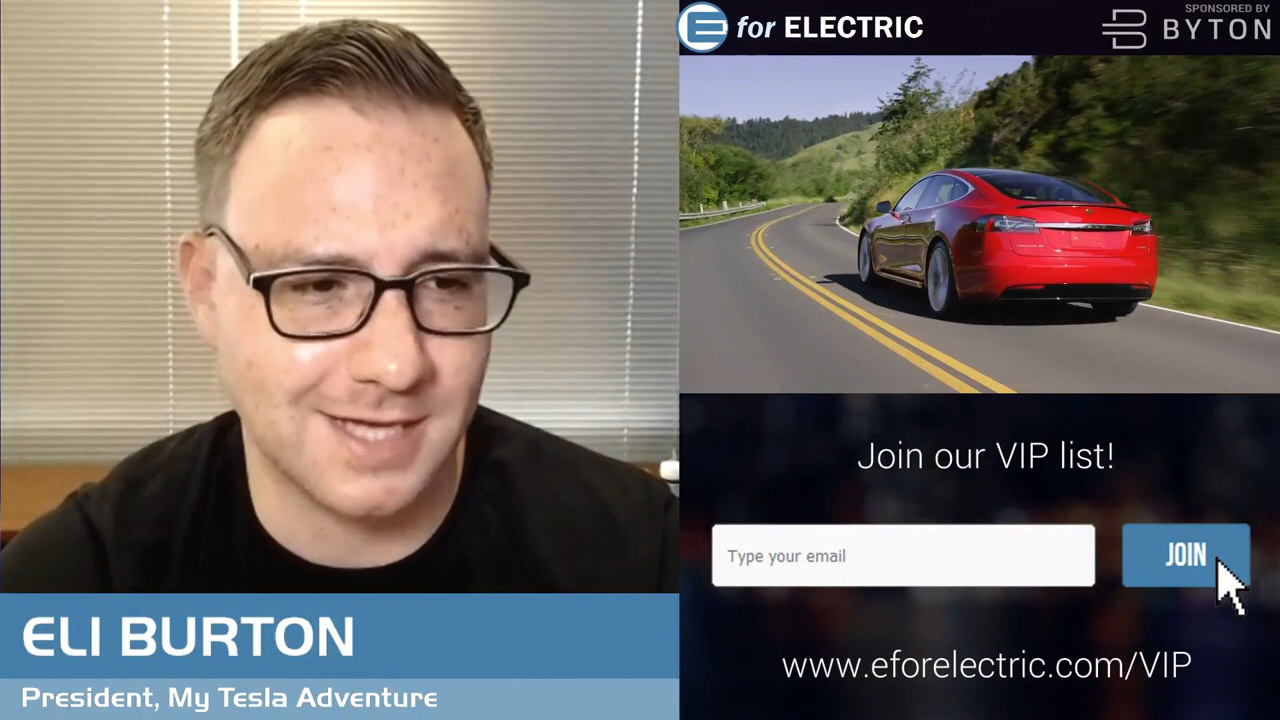 E for ELECTRIC
SPONSORED BY
BYTON
Join our VIP list!
Type your email
JOIN
www.eforelectric.com/VIP
ELI BURTON
President, My Tesla Adventure